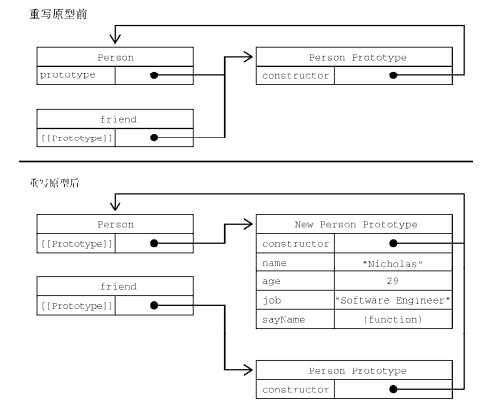 重写原型前
Person
prototype
Person Prototype
constructor
friend
[[Prototype]]
重写原型后
Person
[[Prototype]]
New Person Prototype
constructor
name
"Nicholas"
age
29
job
"Software Engineer"
sayName
(function)
friend
[[Prototype]]
Person Prototype
constructor